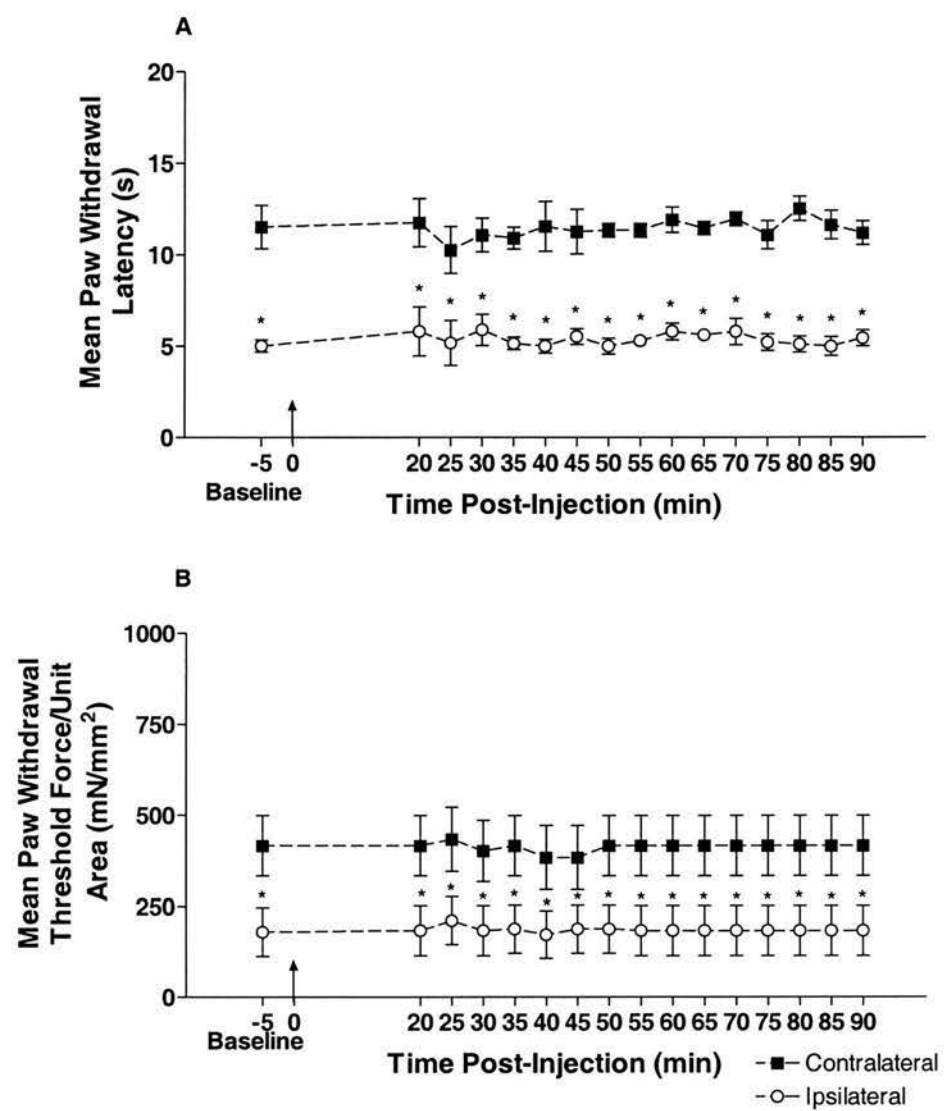 A
Mean Paw Withdrawal
Latency (s)
20
15
10
5
0
* * * * * * * * * * * * * * * *
-5 0 20 25 30 35 40 45 50 55 60 65 70 75 80 85 90
Baseline
Time Post-Injection (min)
B
Mean Paw Withdrawal
Threshold Force/Unit
Area (mN/mm²)
1000
750
500
250
0
* * * * * * * * * * * * * * * *
-5 0 20 25 30 35 40 45 50 55 60 65 70 75 80 85 90
Baseline
Time Post-Injection (min)
Contralateral
Ipsilateral